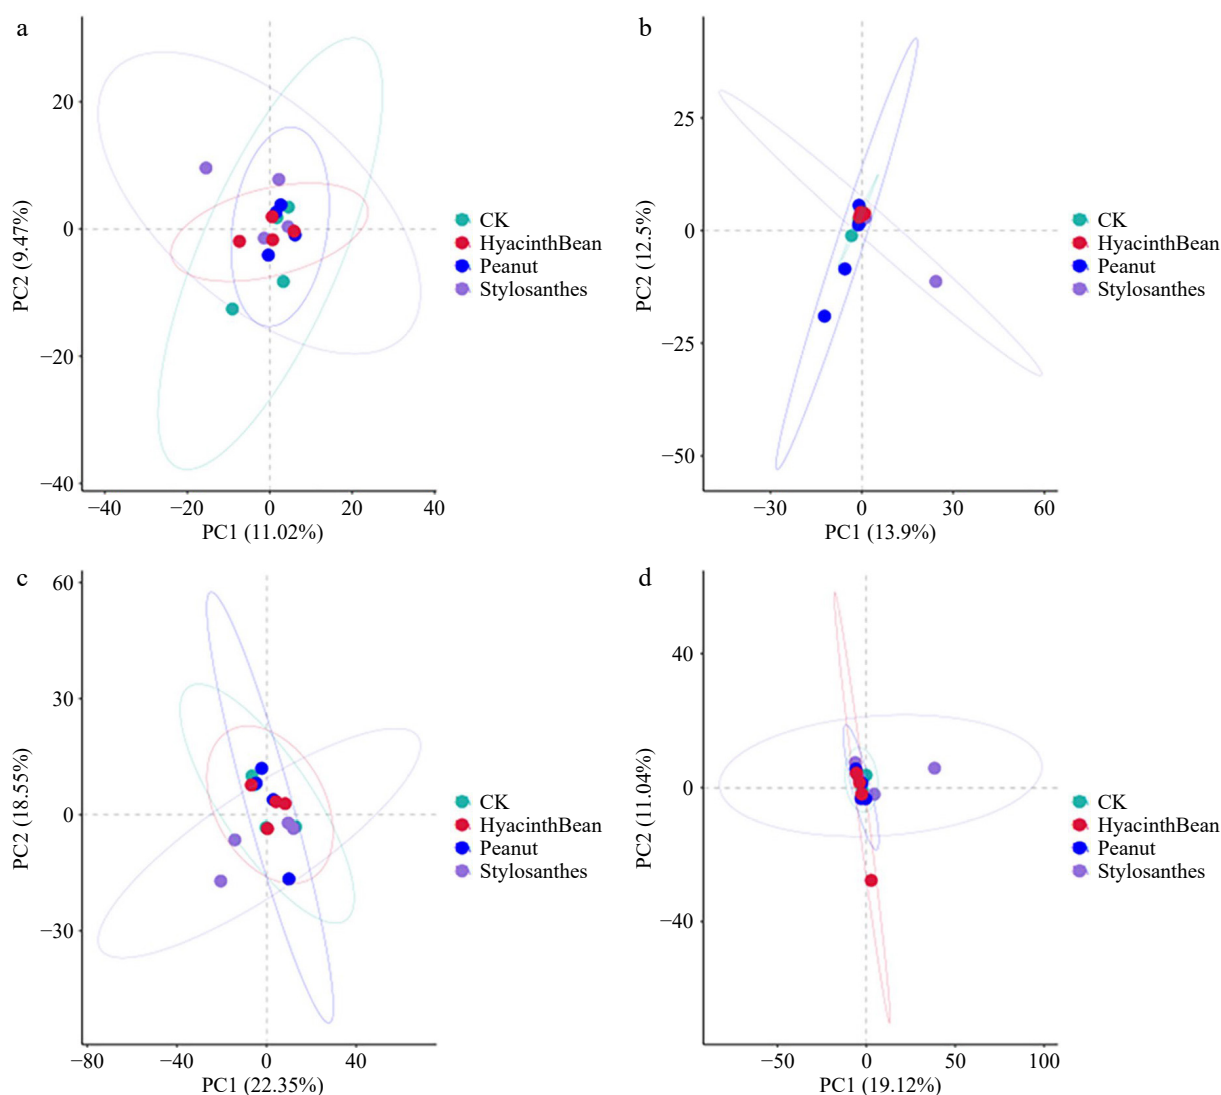 a
20
0
−20
−40
−40
−20
0
20
40
PC2 (9.47%)
PC1 (11.02%)
CK
HyacinthBean
Peanut
Stylosanthes
b
25
0
−25
−50
−30
0
30
60
PC2 (12.5%)
PC1 (13.9%)
CK
HyacinthBean
Peanut
Stylosanthes
c
60
30
0
−30
−80
−40
0
40
PC2 (18.55%)
PC1 (22.35%)
CK
HyacinthBean
Peanut
Stylosanthes
d
40
0
−40
−50
0
50
100
PC2 (11.04%)
PC1 (19.12%)
CK
HyacinthBean
Peanut
Stylosanthes